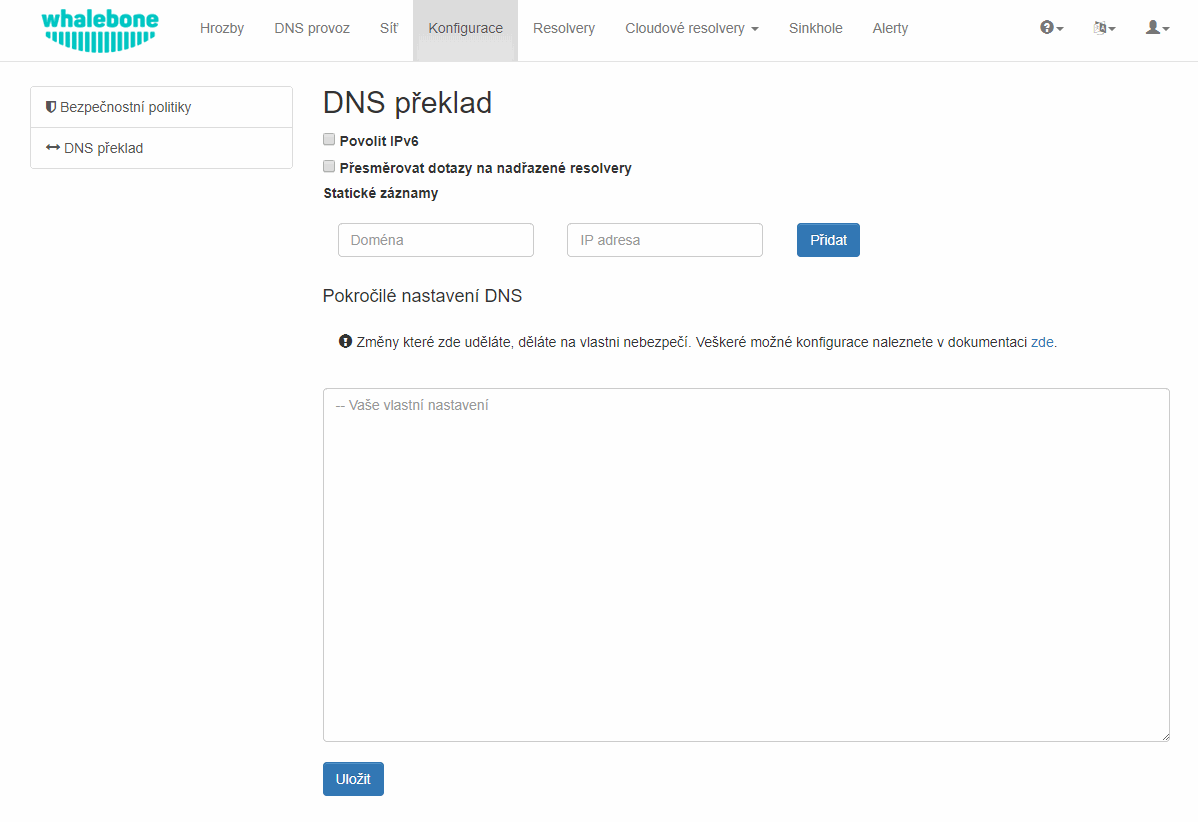 whalebone
Hrozby DNS provoz Síť Konfigurace Resolvery Cloudové resolvery Sinkhole Alerty
Bezpečnostní politiky
DNS překlad
DNS překlad
Povolit IPv6
Přesměrovat dotazy na nadřazené resolvery
Statické záznamy
Doména IP adresa Přidat
Pokročilé nastavení DNS
Změny které zde uděláte, děláte na vlastni nebezpečí. Veškeré možné konfigurace naleznete v dokumentaci zde.
-- Vaše vlastní nastavení
Uložit